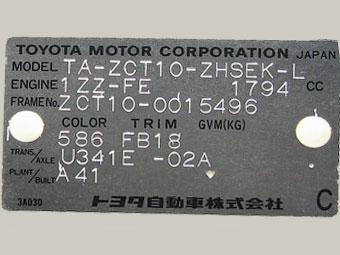 TOYOTA MOTOR CORPORATION JAPAN
MODEL TA-ZCT10-ZHSEK-L
ENGINE 1ZZ-FE 1794 CC
FRAME No. ZCT10-0015496
COLOR TRIM GVM(KG)
586 FB18
TRANS./AXLE U341E -02A
PLANT/BUILT A41
3A030 トヨタ自動車株式会社 C